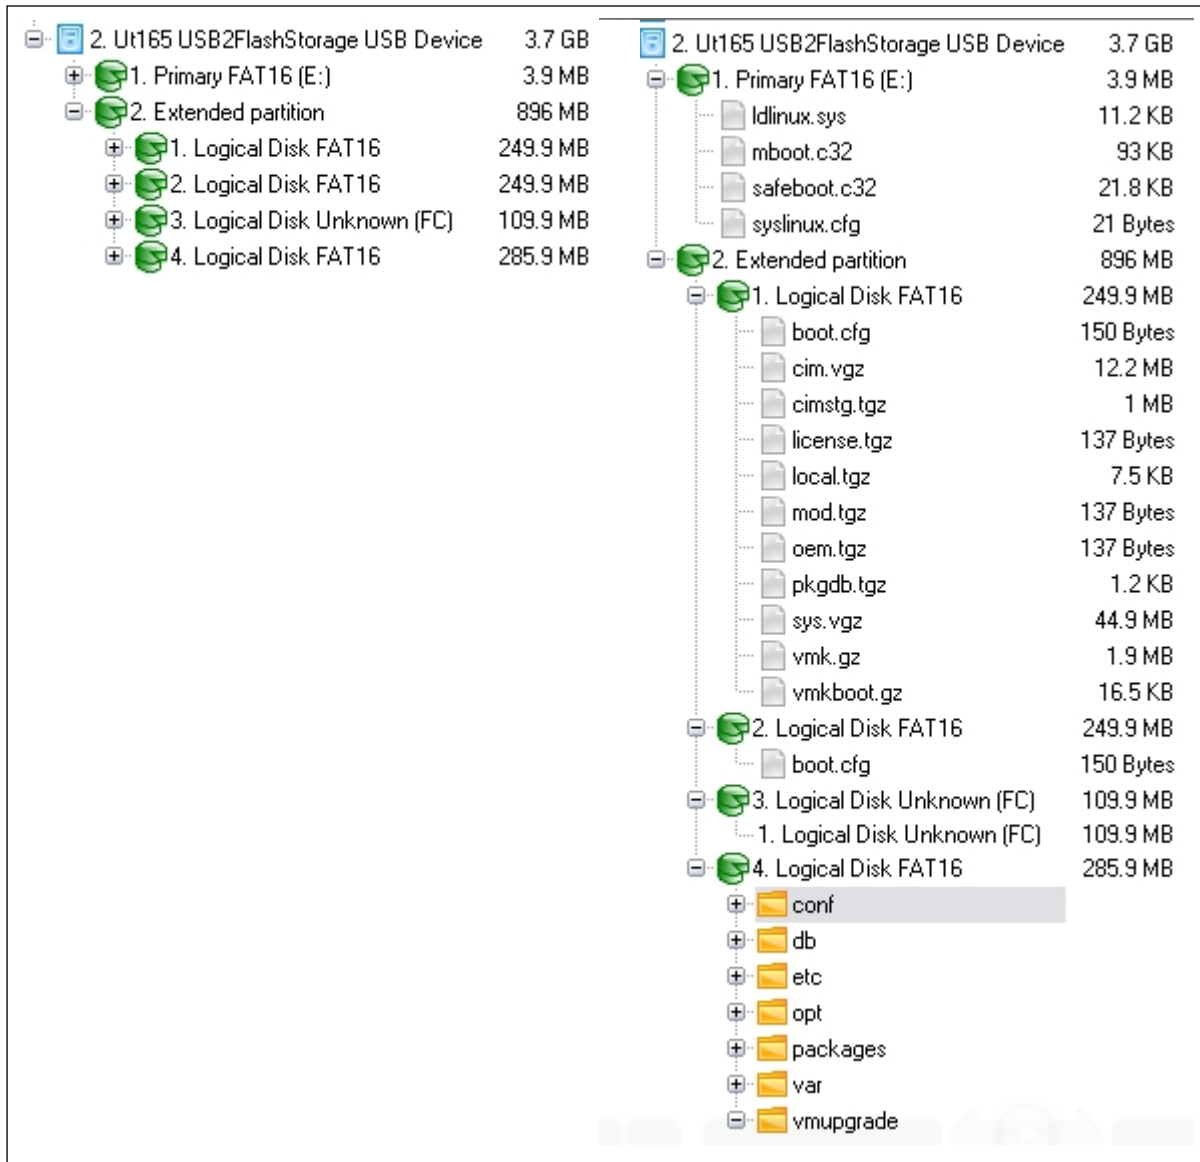 2. Ut165 USB2FlashStorage USB Device 3.7 GB
1. Primary FAT16 (E:) 3.9 MB
2. Extended partition 896 MB
1. Logical Disk FAT16 249.9 MB
2. Logical Disk FAT16 249.9 MB
3. Logical Disk Unknown (FC) 109.9 MB
4. Logical Disk FAT16 285.9 MB
2. Ut165 USB2FlashStorage USB Device 3.7 GB
1. Primary FAT16 (E:) 3.9 MB
ldlinux.sys 11.2 KB
mboot.c32 93 KB
safeboot.c32 21.8 KB
syslinux.cfg 21 Bytes
2. Extended partition 896 MB
1. Logical Disk FAT16 249.9 MB
boot.cfg 150 Bytes
cim.vgz 12.2 MB
cimstg.tgz 1 MB
license.tgz 137 Bytes
local.tgz 7.5 KB
mod.tgz 137 Bytes
oem.tgz 137 Bytes
pkgdb.tgz 1.2 KB
sys.vgz 44.9 MB
vmk.gz 1.9 MB
vmkboot.gz 16.5 KB
2. Logical Disk FAT16 249.9 MB
boot.cfg 150 Bytes
3. Logical Disk Unknown (FC) 109.9 MB
1. Logical Disk Unknown (FC) 109.9 MB
4. Logical Disk FAT16 285.9 MB
conf
db
etc
opt
packages
var
vmupgrade